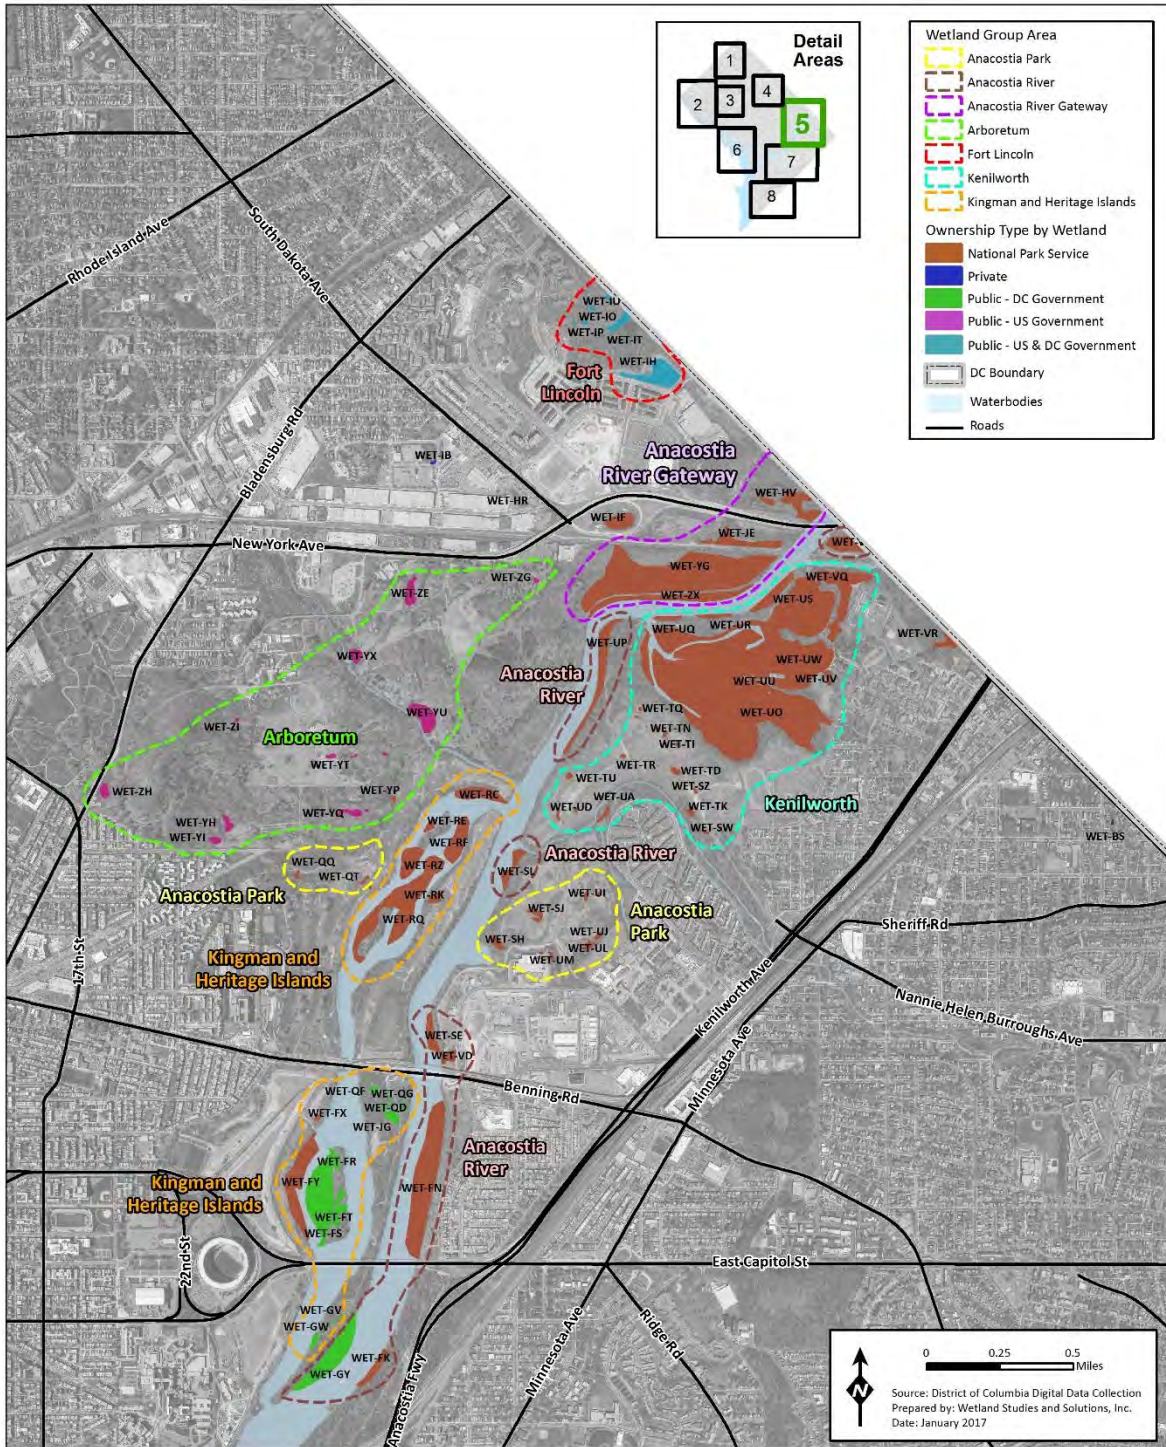 Detail
Areas
1
2
3
4
5
6
7
8
Wetland Group Area
Anacostia Park
Anacostia River
Anacostia River Gateway
Arboretum
Fort Lincoln
Kenilworth
Kingman and Heritage Islands
Ownership Type by Wetland
National Park Service
Private
Public - DC Government
Public - US Government
Public - US & DC Government
DC Boundary
Waterbodies
Roads
Rhode Island Ave
South Dakota Ave
Bladensburg Rd
WET-IU
WET-IO
WET-IP
WET-IT
WET-IH
Fort
Lincoln
Anacostia
River Gateway
WET-IB
WET-HR
WET-HV
WET-IF
WET-
WET-JE
New York Ave
WET-YG
WET-ZX
WET-VQ
WET-US
WET-ZG
WET-ZE
WET-UR
WET-UQ
WET-UP
WET-VR
WET-YX
WET-UW
WET-UV
WET-UU
Anacostia
River
WET-UO
WET-TQ
WET-TN
WET-TI
WET-YU
WET-ZI
Arboretum
WET-YT
WET-TR
WET-TD
WET-TU
WET-SZ
WET-ZH
WET-YP
WET-RC
WET-UA
WET-UD
WET-TK
Kenilworth
WET-YQ
WET-YH
WET-YI
WET-RE
WET-RF
WET-SW
WET-BS
Anacostia River
WET-QQ
WET-QT
WET-RZ
WET-SL
Anacostia Park
WET-RK
WET-RQ
WET-UI
WET-SJ
Anacostia
Park
WET-SH
WET-UJ
WET-UL
WET-UM
Sheriff Rd
17th St
Kingman and
Heritage Islands
Kenilworth Ave
Nannie Helen Burroughs Ave
Minnesota Ave
WET-SE
WET-VD
Benning Rd
WET-QF
WET-QG
WET-QD
WET-FX
WET-JG
Anacostia
River
WET-FR
WET-FY
WET-FN
Kingman and
Heritage Islands
WET-FT
WET-FS
22nd St
East Capitol St
WET-GV
WET-GW
WET-FK
WET-GY
Anacostia Fwy
Minnesota Ave
Ridge Rd
N
0 0.25 0.5
Miles
Source: District of Columbia Digital Data Collection
Prepared by: Wetland Studies and Solutions, Inc.
Date: January 2017